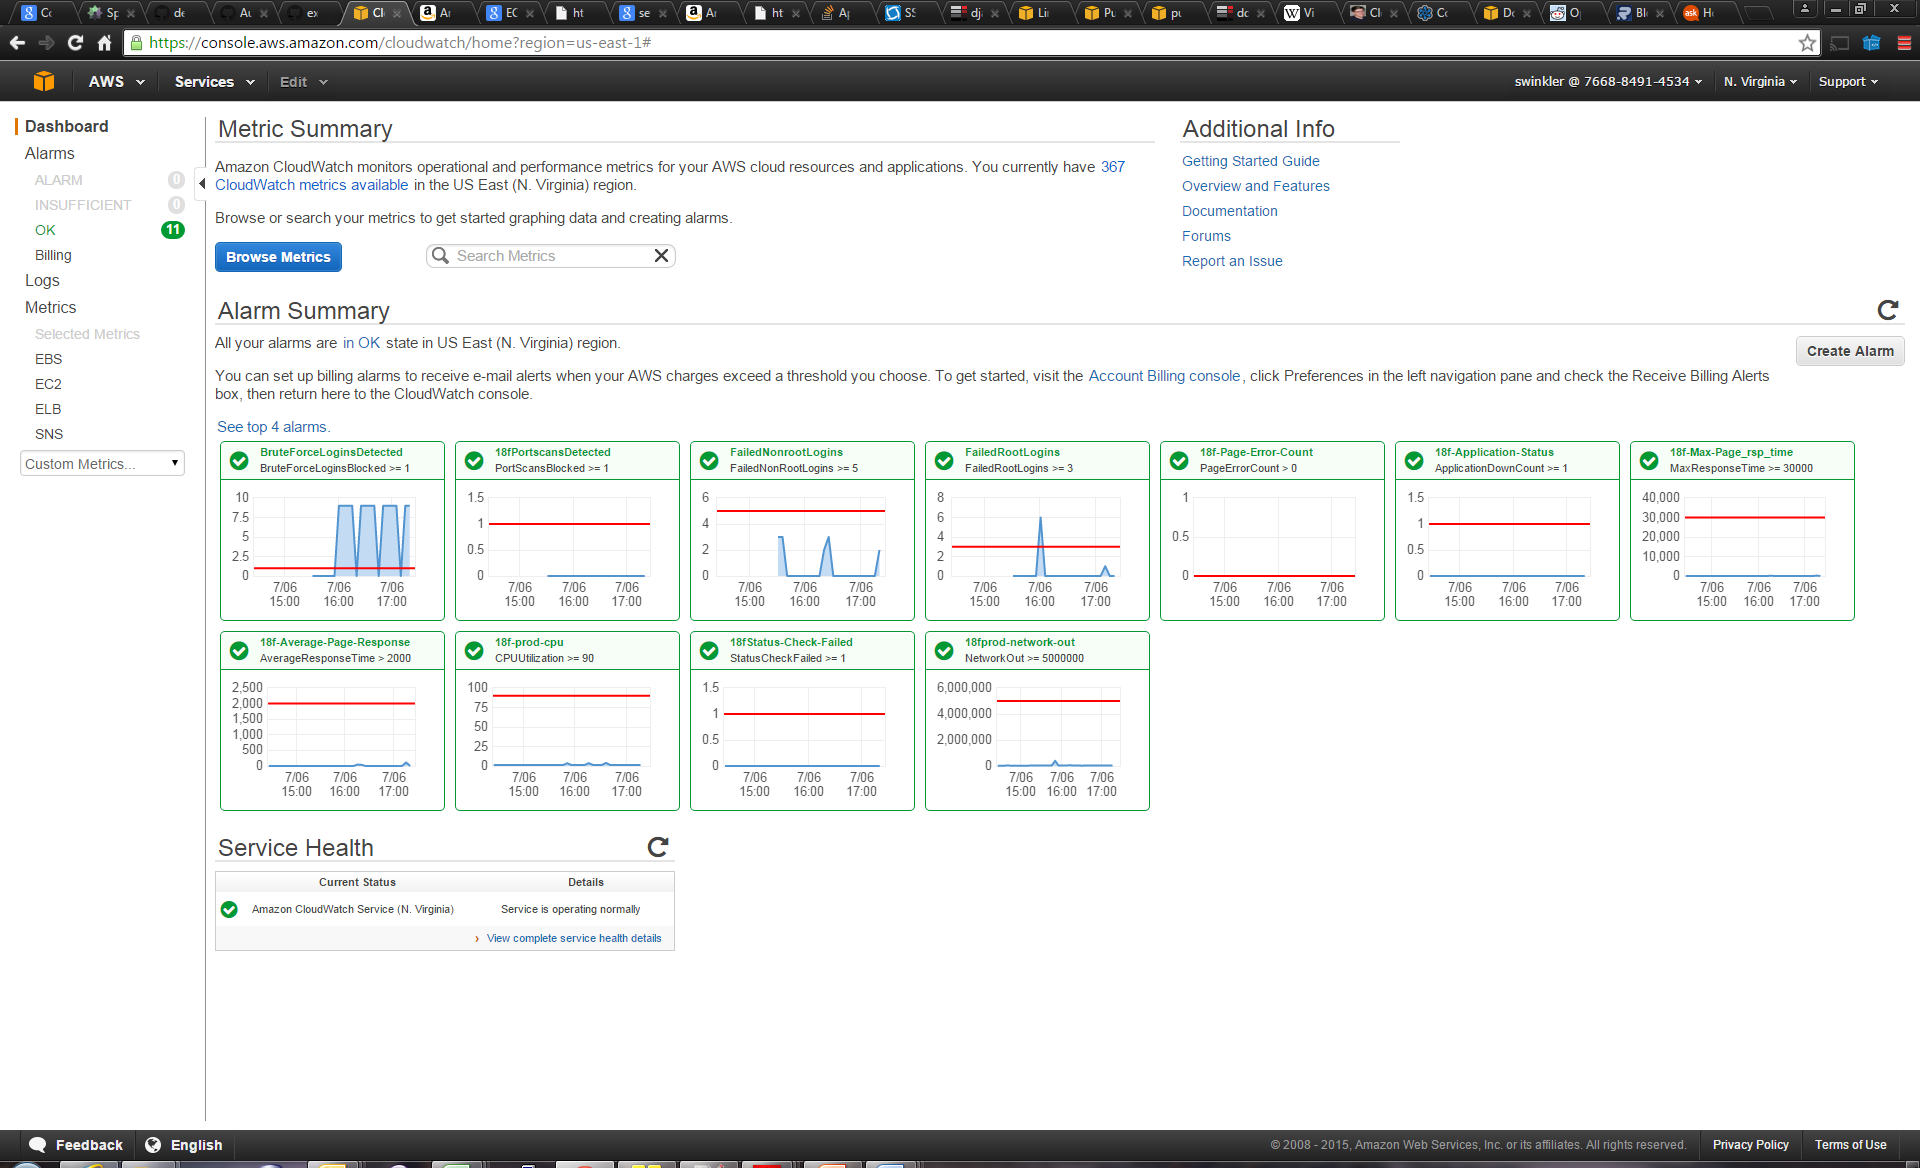 https://console.aws.amazon.com/cloudwatch/home?region=us-east-1#
AWS
Services
Edit
swinkler @ 7668-8491-4534
N. Virginia
Support
Dashboard
Alarms
ALARM 0
INSUFFICIENT 0
OK 11
Billing
Logs
Metrics
Selected Metrics
EBS
EC2
ELB
SNS
Custom Metrics...
Metric Summary
Amazon CloudWatch monitors operational and performance metrics for your AWS cloud resources and applications. You currently have 367
CloudWatch metrics available in the US East (N. Virginia) region.
Browse or search your metrics to get started graphing data and creating alarms.
Browse Metrics
Search Metrics
Additional Info
Getting Started Guide
Overview and Features
Documentation
Forums
Report an Issue
Alarm Summary
All your alarms are in OK state in US East (N. Virginia) region.
Create Alarm
You can set up billing alarms to receive e-mail alerts when your AWS charges exceed a threshold you choose. To get started, visit the Account Billing console, click Preferences in the left navigation pane and check the Receive Billing Alerts
box, then return here to the CloudWatch console.
See top 4 alarms.
BruteForceLoginsDetected
BruteForceLoginsBlocked >= 1
10
7.5
5
2.5
0
7/06 7/06 7/06
15:00 16:00 17:00
18fPortscansDetected
PortScansBlocked >= 1
1.5
1
0.5
0
7/06 7/06 7/06
15:00 16:00 17:00
FailedNonrootLogins
FailedNonRootLogins >= 5
6
4
2
0
7/06 7/06 7/06
15:00 16:00 17:00
FailedRootLogins
FailedRootLogins >= 3
8
6
4
2
0
7/06 7/06 7/06
15:00 16:00 17:00
18f-Page-Error-Count
PageErrorCount > 0
1
0.5
0
7/06 7/06 7/06
15:00 16:00 17:00
18f-Application-Status
ApplicationDownCount >= 1
1.5
1
0.5
0
7/06 7/06 7/06
15:00 16:00 17:00
18f-Max-Page_rsp_time
MaxResponseTime >= 30000
40,000
30,000
20,000
10,000
0
7/06 7/06 7/06
15:00 16:00 17:00
18f-Average-Page-Response
AverageResponseTime > 2000
2,500
2,000
1,500
1,000
500
0
7/06 7/06 7/06
15:00 16:00 17:00
18f-prod-cpu
CPUUtilization >= 90
100
75
50
25
0
7/06 7/06 7/06
15:00 16:00 17:00
18fStatus-Check-Failed
StatusCheckFailed >= 1
1.5
1
0.5
0
7/06 7/06 7/06
15:00 16:00 17:00
18fprod-network-out
NetworkOut >= 5000000
6,000,000
4,000,000
2,000,000
0
7/06 7/06 7/06
15:00 16:00 17:00
Service Health
Current Status Details
Amazon CloudWatch Service (N. Virginia) Service is operating normally
› View complete service health details
Feedback
English
© 2008 - 2015, Amazon Web Services, Inc. or its affiliates. All rights reserved.
Privacy Policy
Terms of Use